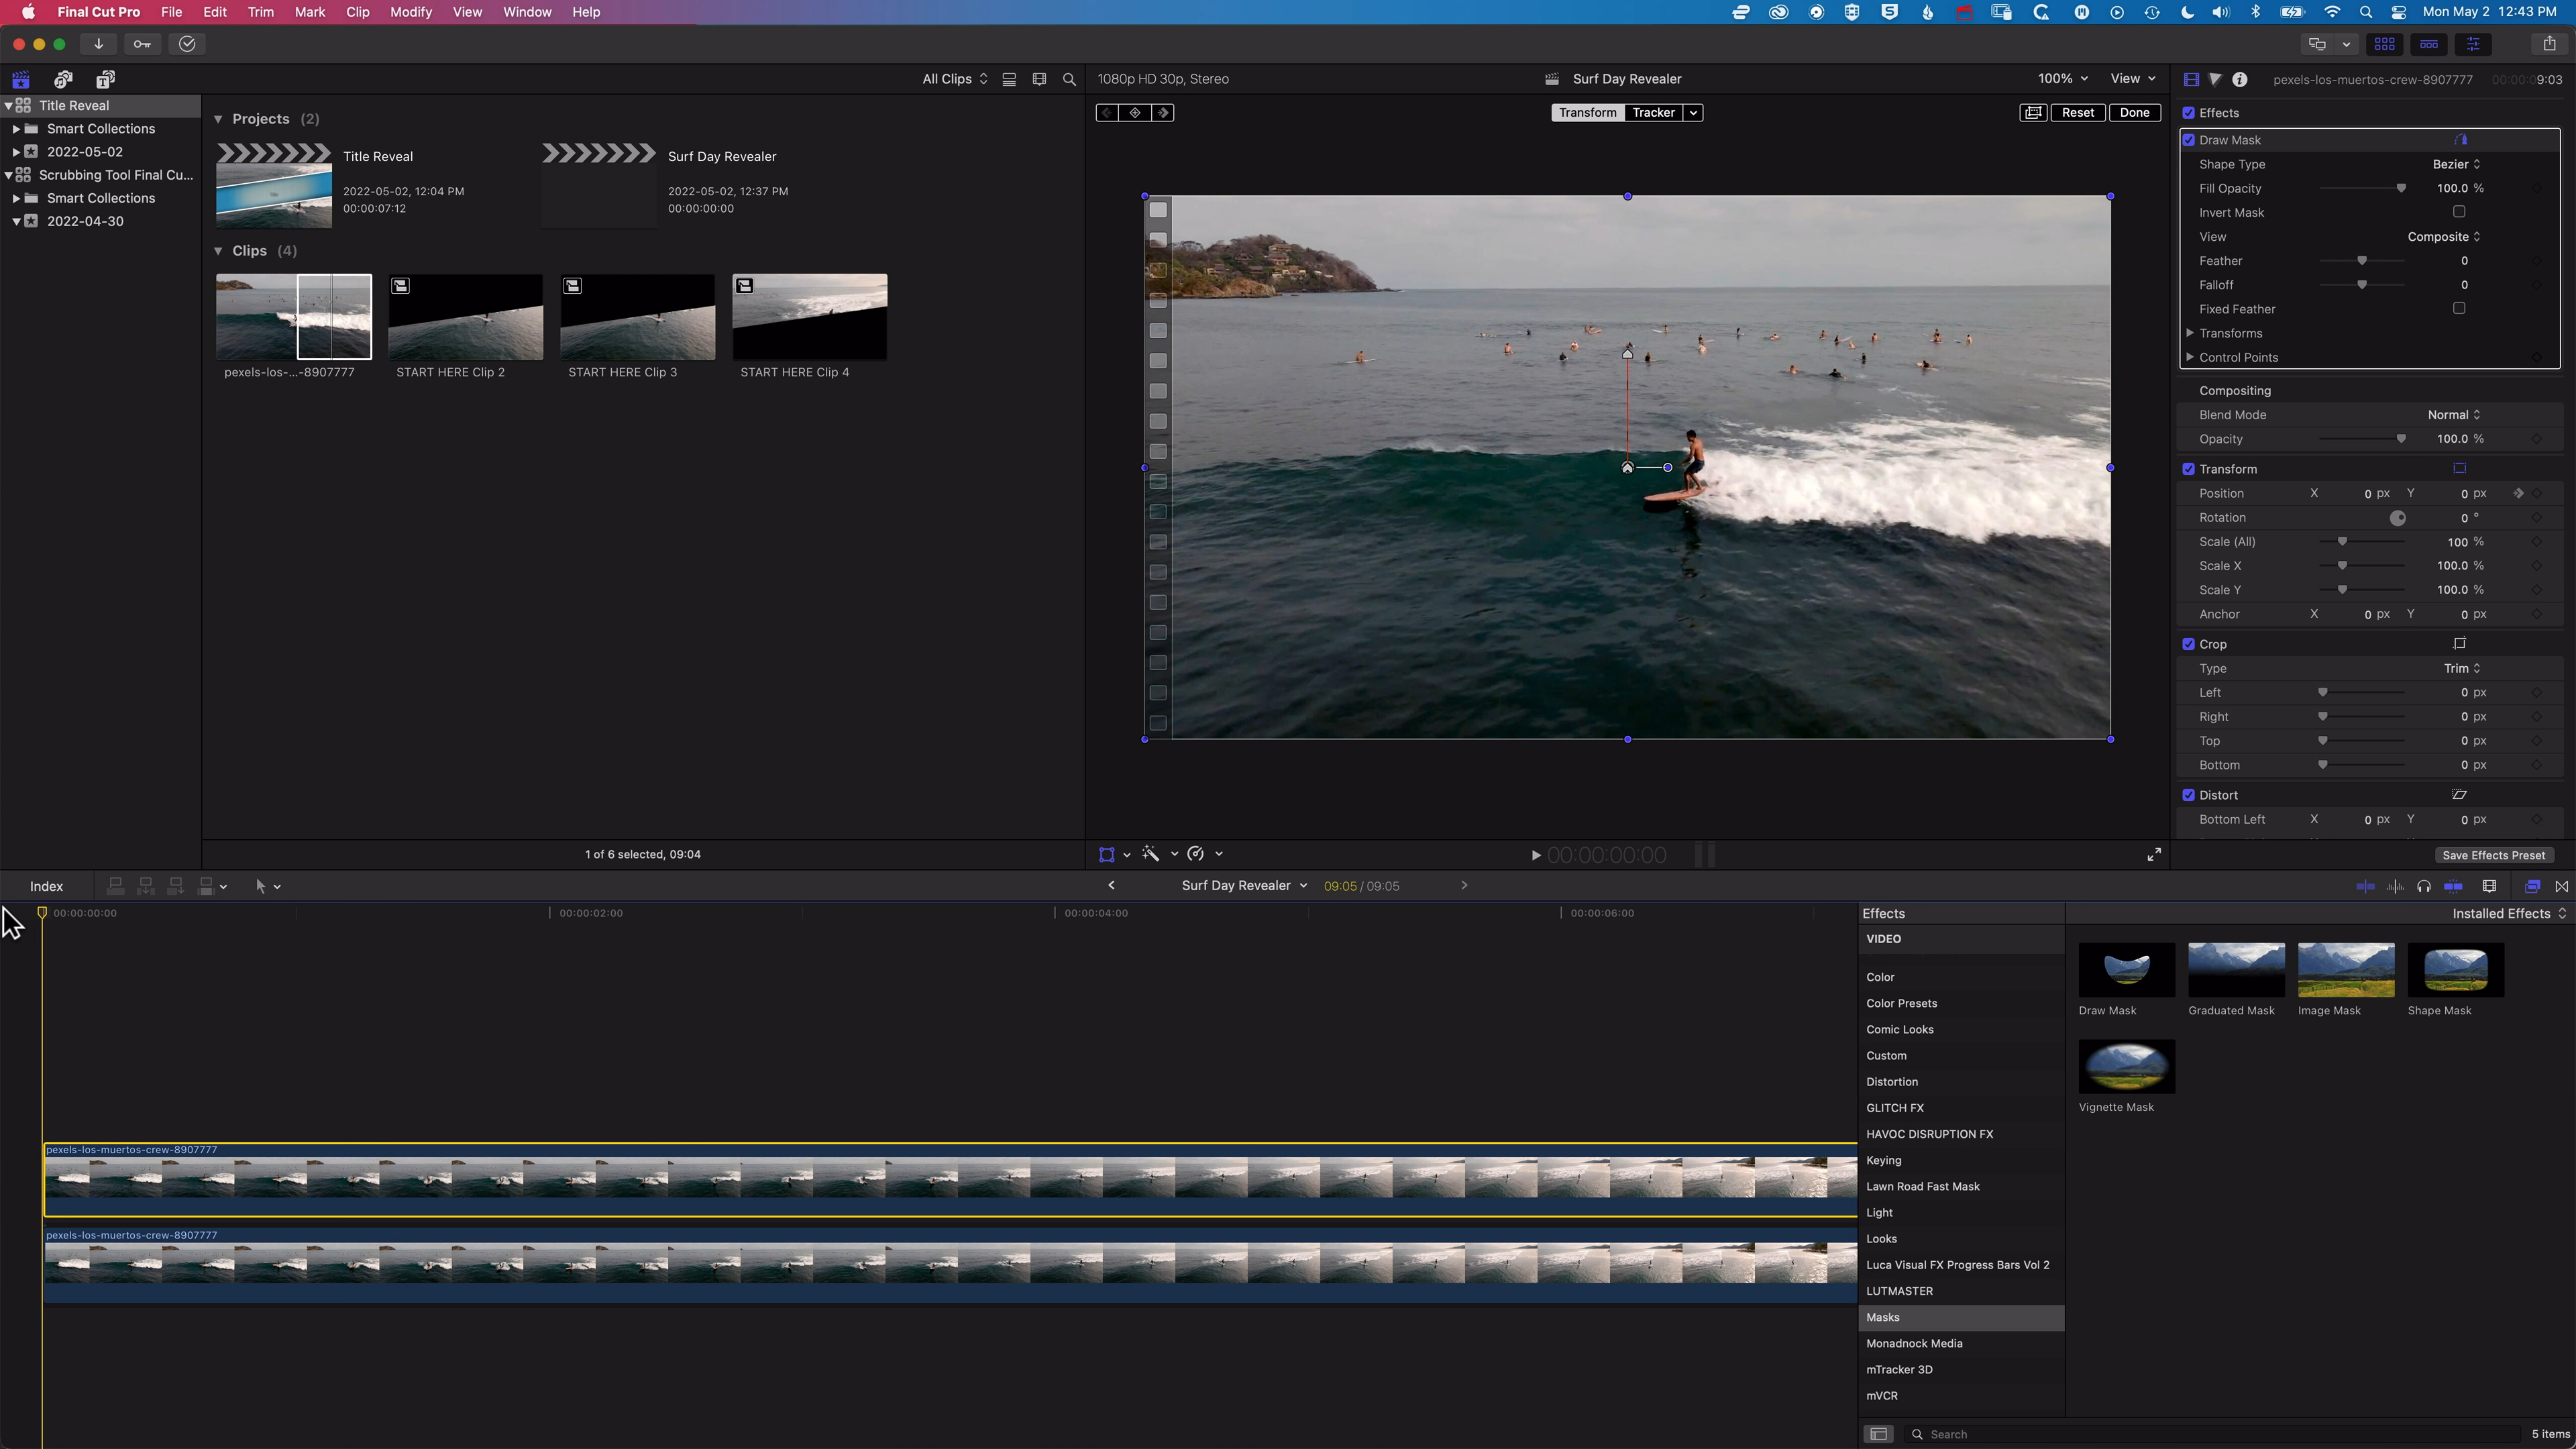 Final Cut Pro File Edit Trim Mark Clip Modify View Window Help Mon May 2 12:43 PM
All Clips
1080p HD 30p, Stereo Surf Day Revealer 100% View
pexels-los-muertos-crew-8907777 00:00:09:03
Title Reveal
Smart Collections
2022-05-02
Scrubbing Tool Final Cu...
Smart Collections
2022-04-30
Projects (2)
Title Reveal
2022-05-02, 12:04 PM
00:00:07:12
Surf Day Revealer
2022-05-02, 12:37 PM
00:00:00:00
Clips (4)
pexels-los-...-8907777
START HERE Clip 2
START HERE Clip 3
START HERE Clip 4
1 of 6 selected, 09:04
Transform Tracker Reset Done
00:00:00:00
Effects
Draw Mask
Shape Type Bezier
Fill Opacity 100.0 %
Invert Mask
View Composite
Feather 0
Falloff 0
Fixed Feather
Transforms
Control Points
Compositing
Blend Mode Normal
Opacity 100.0 %
Transform
Position X 0 px Y 0 px
Rotation 0 °
Scale (All) 100 %
Scale X 100.0 %
Scale Y 100.0 %
Anchor X 0 px Y 0 px
Crop
Type Trim
Left 0 px
Right 0 px
Top 0 px
Bottom 0 px
Distort
Bottom Left X 0 px Y 0 px
Save Effects Preset
Index Surf Day Revealer 09:05 / 09:05
00:00:00:00 00:00:02:00 00:00:04:00 00:00:06:00
pexels-los-muertos-crew-8907777
pexels-los-muertos-crew-8907777
Effects Installed Effects
VIDEO
Color
Color Presets
Comic Looks
Custom
Distortion
GLITCH FX
HAVOC DISRUPTION FX
Keying
Lawn Road Fast Mask
Light
Looks
Luca Visual FX Progress Bars Vol 2
LUTMASTER
Masks
Monadnock Media
mTracker 3D
mVCR
Draw Mask Graduated Mask Image Mask Shape Mask
Vignette Mask
Search 5 items